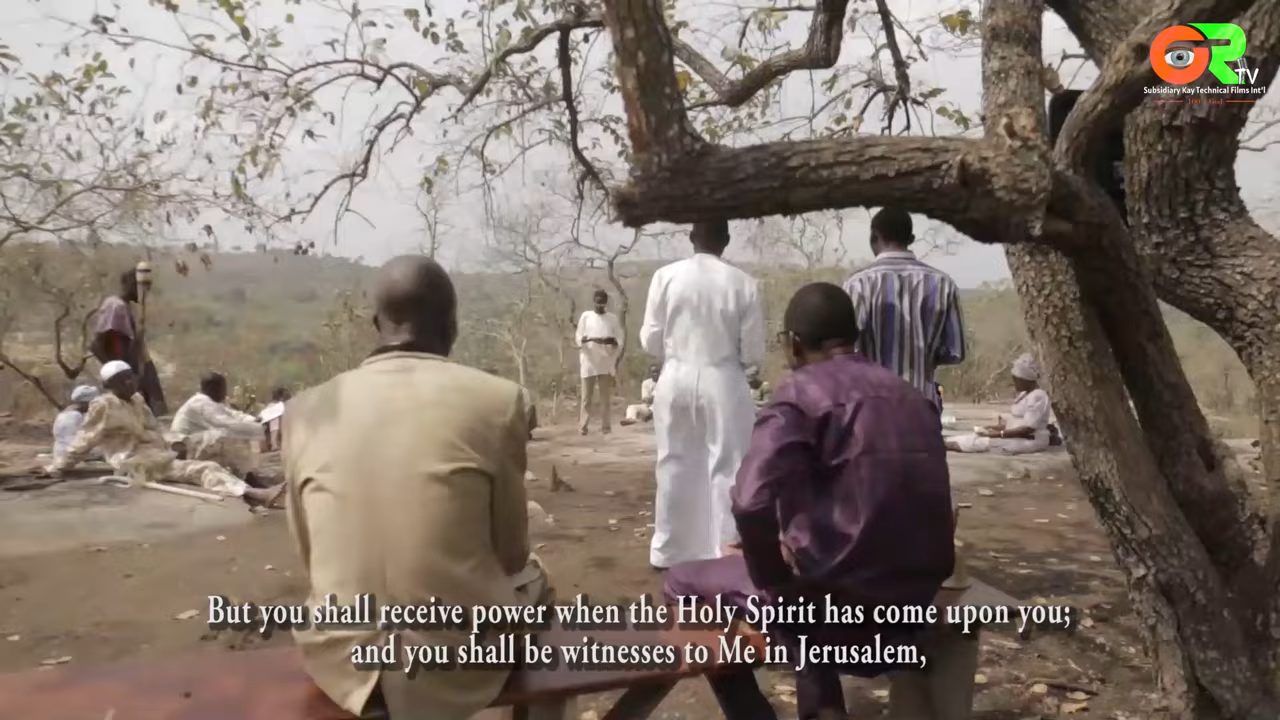 GR
TV
Subsidiary Kay Technical Films Int'l
But you shall receive power when the Holy Spirit has come upon you;
and you shall be witnesses to Me in Jerusalem,